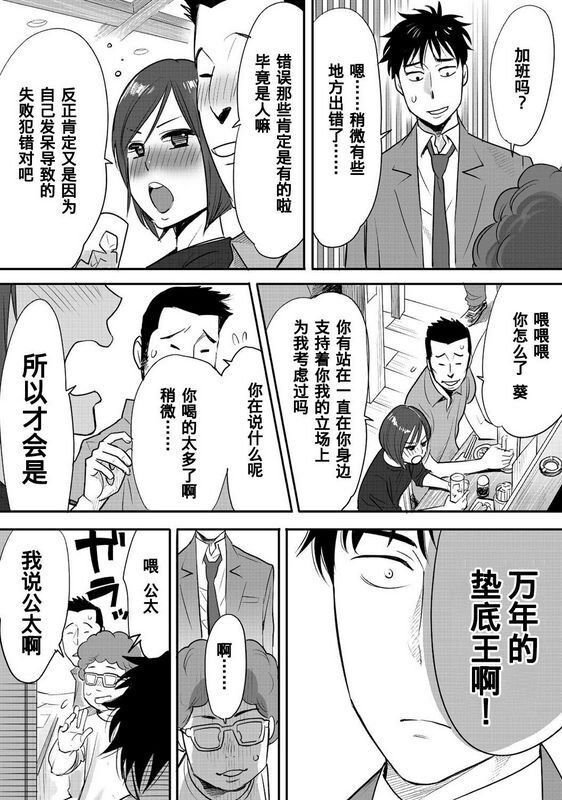 加班吗？
嗯……稍微有些
地方出错了……
错误那些肯定是有的啦
毕竟是人嘛
反正肯定又是因为
自己发呆导致的
失败犯错对吧
喂喂喂
你怎么了 葵
你有站在一直在你身边
支持着你我的立场上
为我考虑过吗
你在说什么呢
你喝的太多了啊
稍微……
所以才会是
万年的
垫底王啊！
啊……
喂 公太
ガラッ
我说公太啊